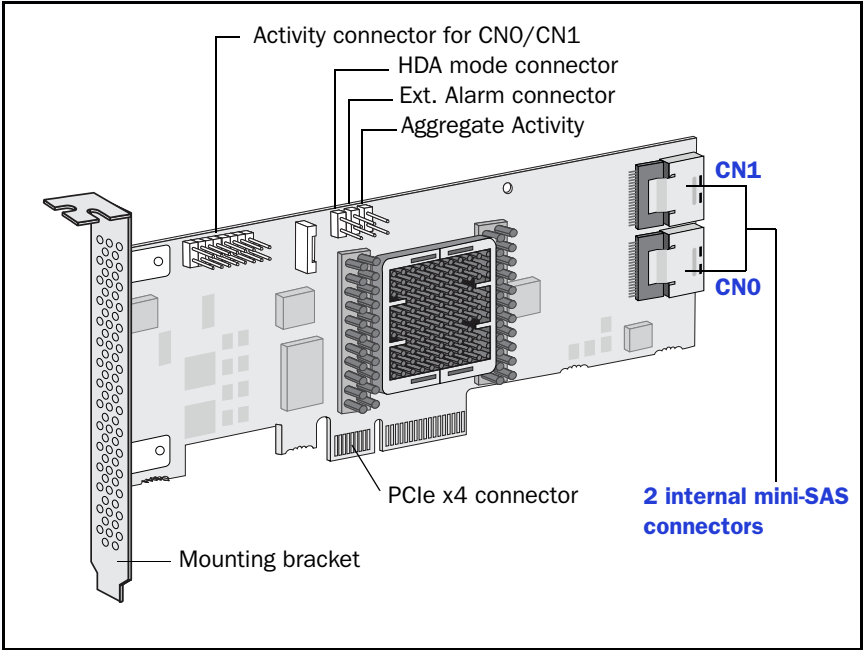 Activity connector for CN0/CN1
HDA mode connector
Ext. Alarm connector
Aggregate Activity
CN1
CN0
PCIe x4 connector
2 internal mini-SAS
connectors
Mounting bracket